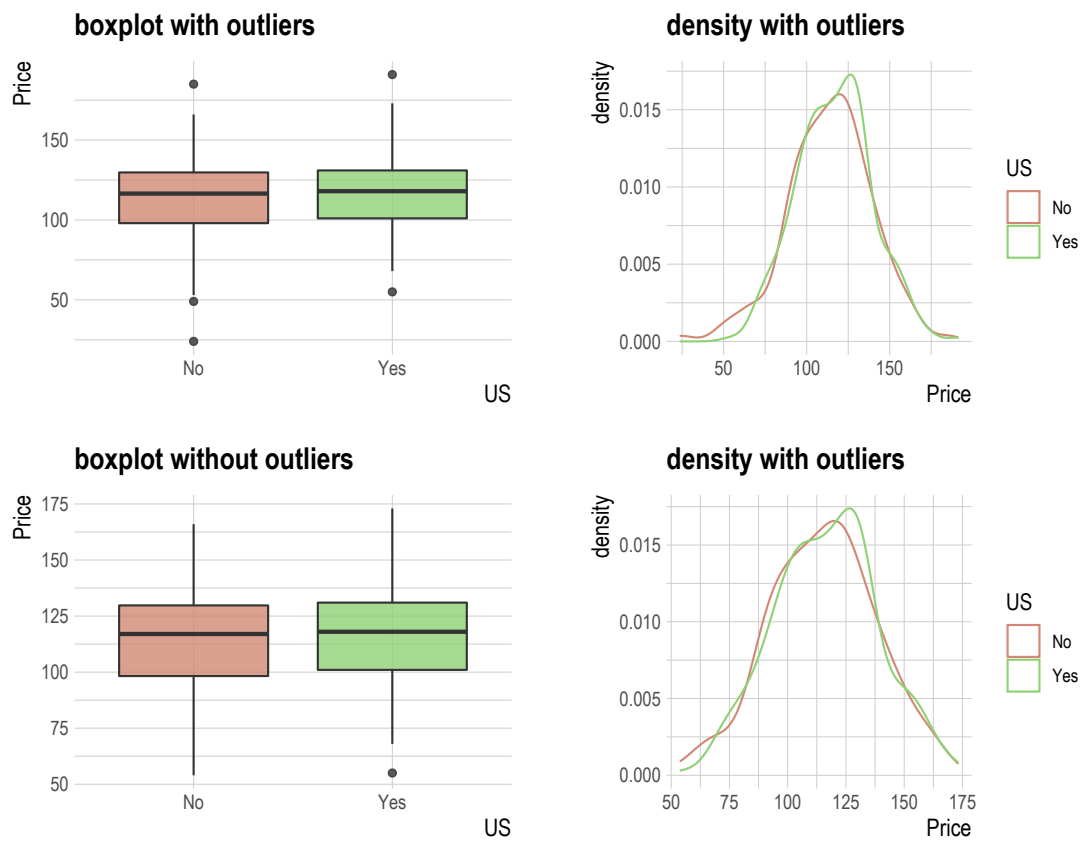 boxplot with outliers
Price
150
100
50
No Yes
US
density with outliers
density
0.015
0.010
0.005
0.000
50 100 150
Price
US
No
Yes
boxplot without outliers
Price
175
150
125
100
75
50
No Yes
US
density with outliers
density
0.015
0.010
0.005
0.000
50 75 100 125 150 175
Price
US
No
Yes